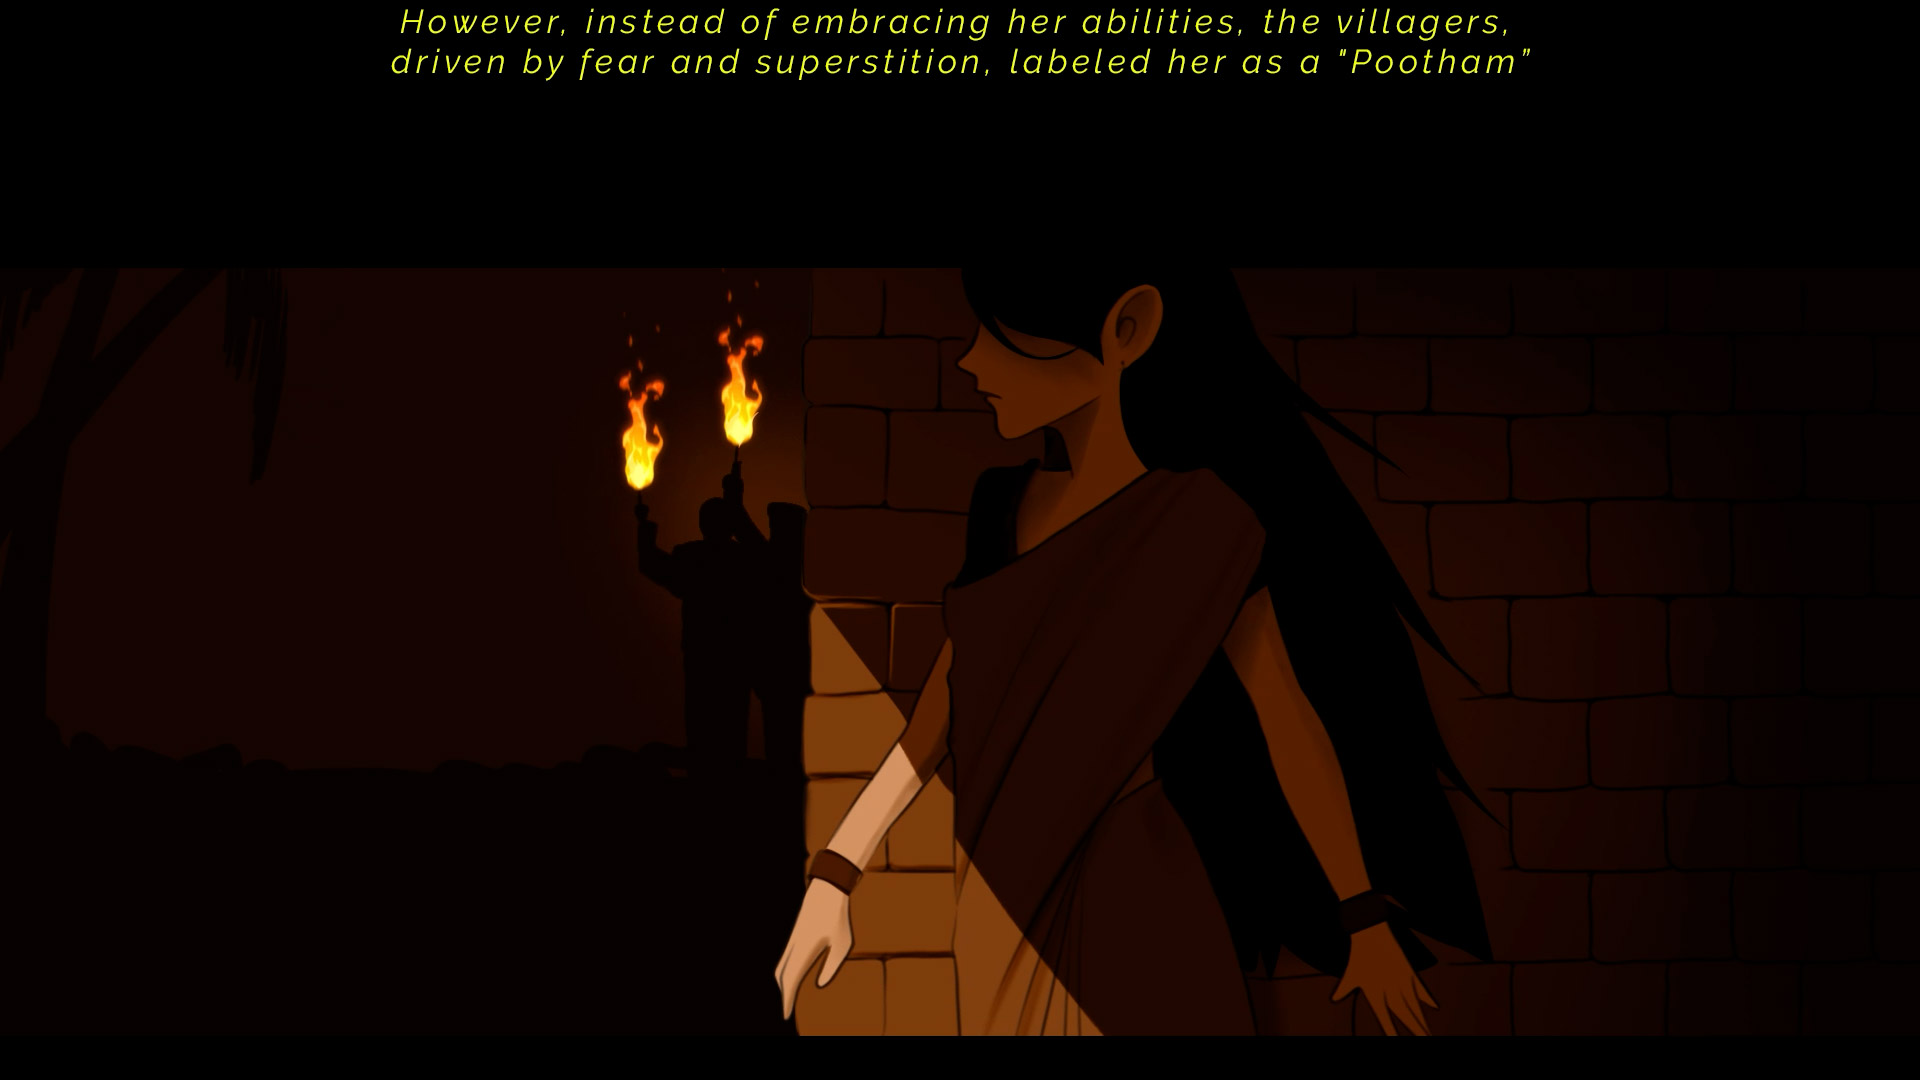 However, instead of embracing her abilities, the villagers,
driven by fear and superstition, labeled her as a "Pootham”